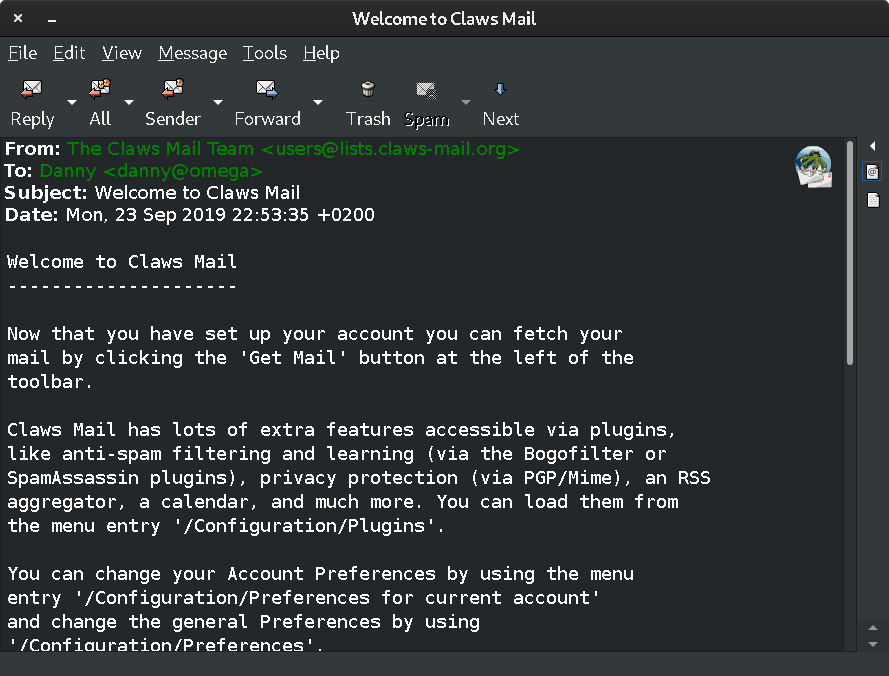 Welcome to Claws Mail
File Edit View Message Tools Help
Reply All Sender Forward Trash Spam Next
From: The Claws Mail Team <users@lists.claws-mail.org>
To: Danny <danny@omega>
Subject: Welcome to Claws Mail
Date: Mon, 23 Sep 2019 22:53:35 +0200
Welcome to Claws Mail
---------------------
Now that you have set up your account you can fetch your
mail by clicking the 'Get Mail' button at the left of the
toolbar.
Claws Mail has lots of extra features accessible via plugins,
like anti-spam filtering and learning (via the Bogofilter or
SpamAssassin plugins), privacy protection (via PGP/Mime), an RSS
aggregator, a calendar, and much more. You can load them from
the menu entry '/Configuration/Plugins'.
You can change your Account Preferences by using the menu
entry '/Configuration/Preferences for current account'
and change the general Preferences by using
'/Configuration/Preferences'.